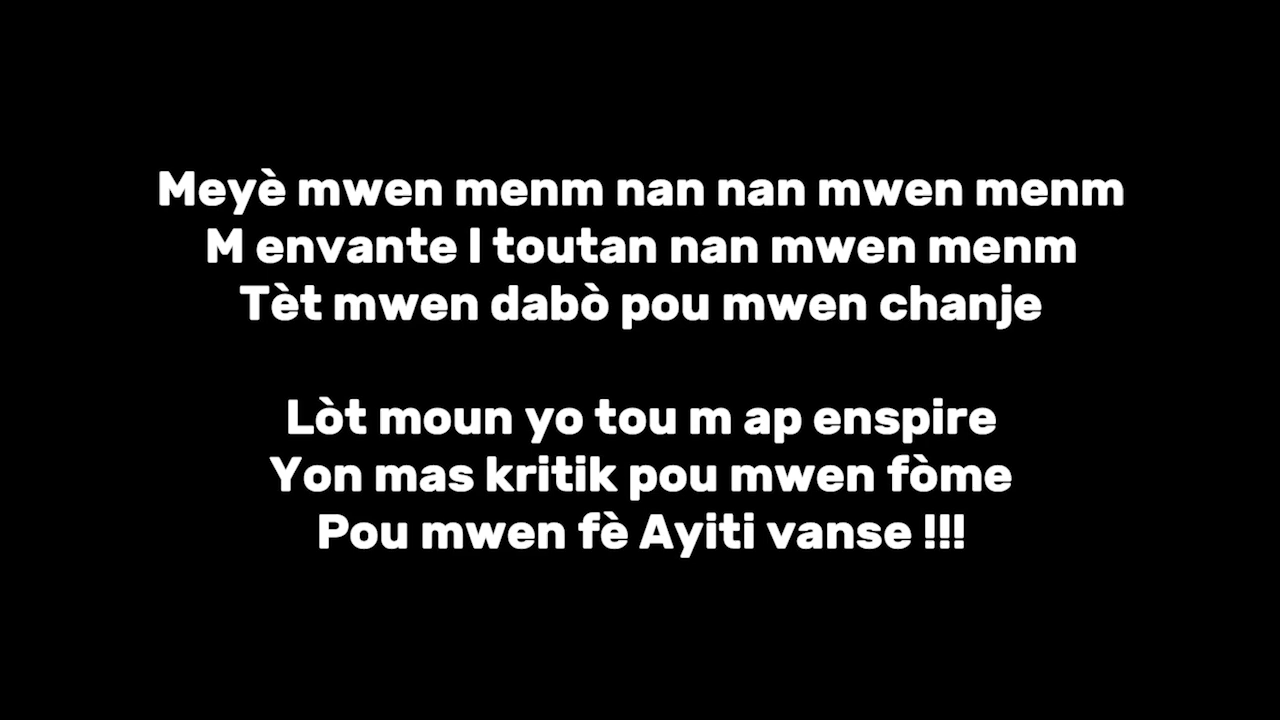 Meyè mwen menm nan nan mwen menm
M envante l toutan nan mwen menm
Tèt mwen dabò pou mwen chanje
Lòt moun yo tou m ap enspire
Yon mas kritik pou mwen fòme
Pou mwen fè Ayiti vanse !!!